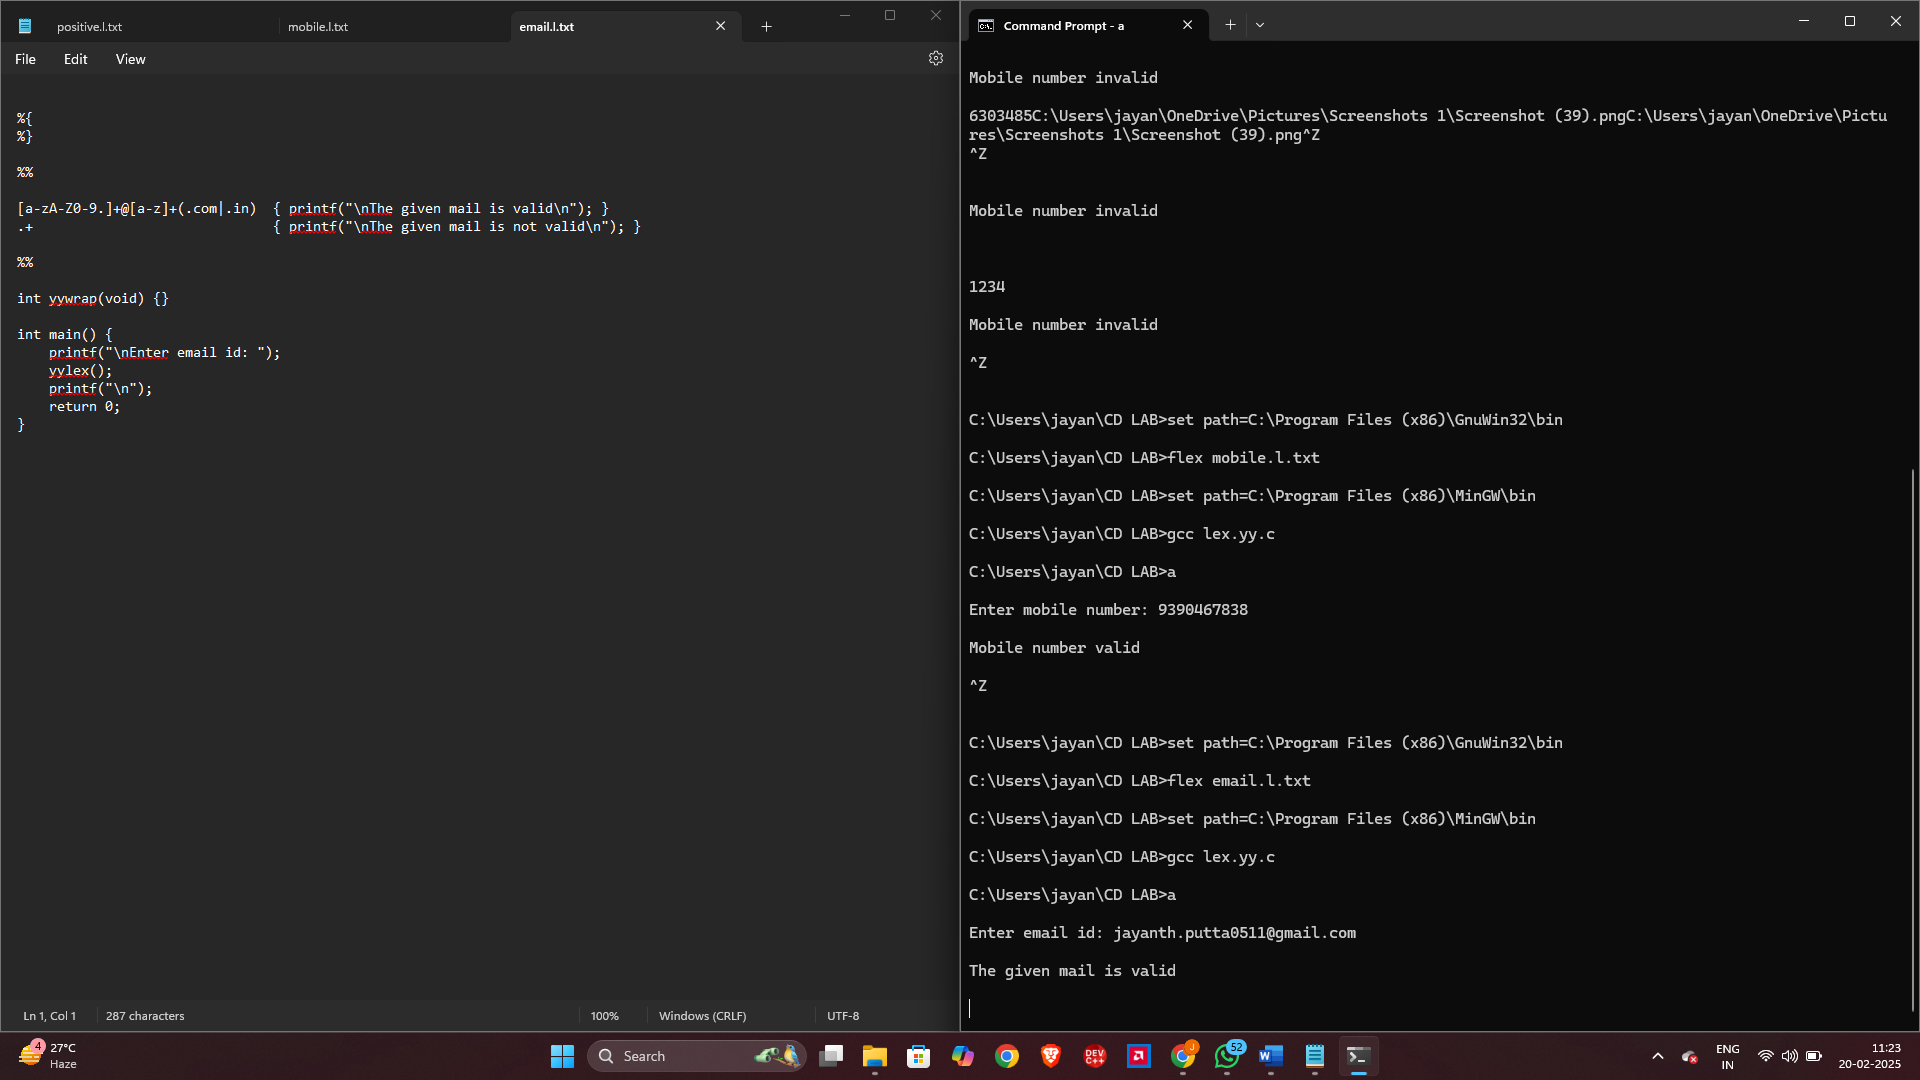 positive.l.txt
mobile.l.txt
email.l.txt
File Edit View
%{
%}
%%
[a-zA-Z0-9.]+@[a-z]+(.com|.in) { printf("\nThe given mail is valid\n"); }
.+ { printf("\nThe given mail is not valid\n"); }
%%
int yywrap(void) {}
int main() {
printf("\nEnter email id: ");
yylex();
printf("\n");
return 0;
}
Ln 1, Col 1 287 characters 100% Windows (CRLF) UTF-8
Command Prompt - a
Mobile number invalid
6303485C:\Users\jayan\OneDrive\Pictures\Screenshots 1\Screenshot (39).pngC:\Users\jayan\OneDrive\Pictu
res\Screenshots 1\Screenshot (39).png^Z
^Z
Mobile number invalid
1234
Mobile number invalid
^Z
C:\Users\jayan\CD LAB>set path=C:\Program Files (x86)\GnuWin32\bin
C:\Users\jayan\CD LAB>flex mobile.l.txt
C:\Users\jayan\CD LAB>set path=C:\Program Files (x86)\MinGW\bin
C:\Users\jayan\CD LAB>gcc lex.yy.c
C:\Users\jayan\CD LAB>a
Enter mobile number: 9390467838
Mobile number valid
^Z
C:\Users\jayan\CD LAB>set path=C:\Program Files (x86)\GnuWin32\bin
C:\Users\jayan\CD LAB>flex email.l.txt
C:\Users\jayan\CD LAB>set path=C:\Program Files (x86)\MinGW\bin
C:\Users\jayan\CD LAB>gcc lex.yy.c
C:\Users\jayan\CD LAB>a
Enter email id: jayanth.putta0511@gmail.com
The given mail is valid
4
27°C
Haze
Search
DEV
C++
J
52
W
ENG
IN
11:23
20-02-2025